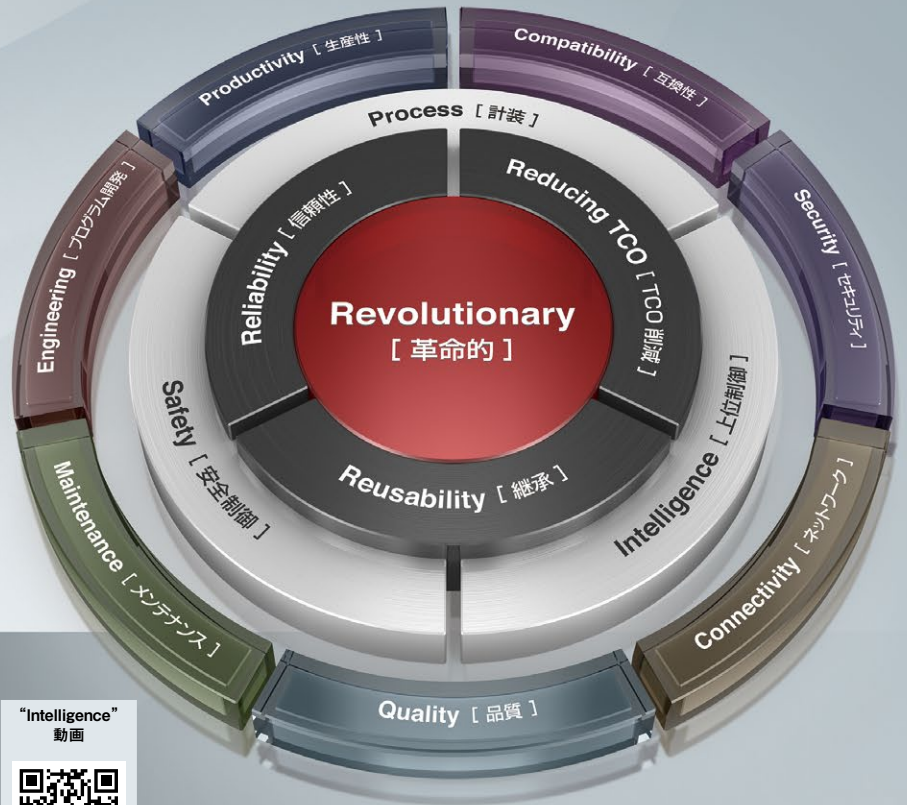 Productivity [ 生産性 ]
Compatibility [ 互換性 ]
Process [ 計装 ]
Reliability [ 信頼性 ]
Reducing TCO [ TCO 削減 ]
Engineering [ プログラム開発 ]
Security [ セキュリティ ]
Revolutionary
[ 革命的 ]
Safety [ 安全制御 ]
Reusability [ 継承 ]
Intelligence [ 上位制御 ]
Maintenance [ メンテナンス ]
Connectivity [ ネットワーク ]
Quality [ 品質 ]
“Intelligence”
動画